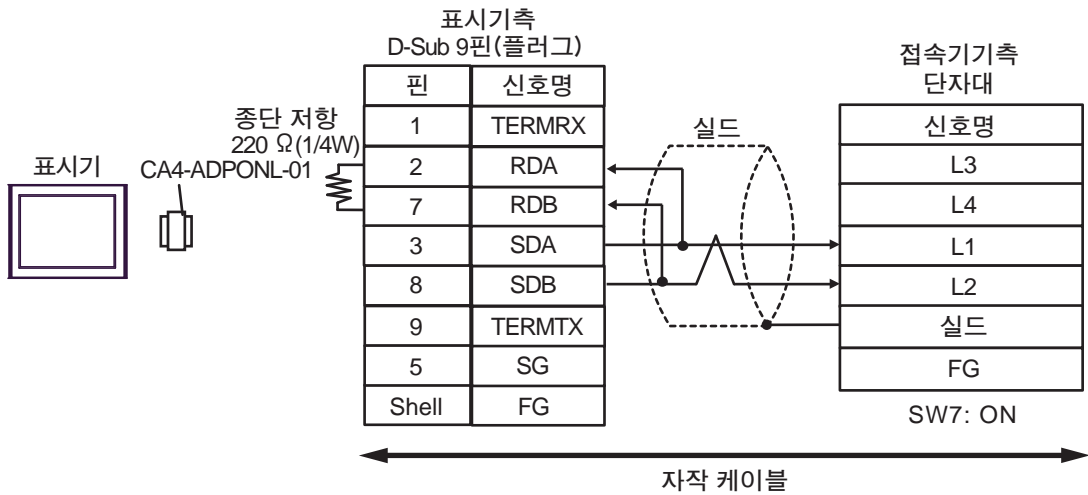 표시기측
D-Sub 9핀(플러그)
접속기기측
단자대
핀 신호명
1 TERMRX
2 RDA
7 RDB
3 SDA
8 SDB
9 TERMTX
5 SG
Shell FG
종단 저항
220 Ω(1/4W)
표시기
CA4-ADPONL-01
실드
신호명
L3
L4
L1
L2
실드
FG
SW7: ON
자작 케이블